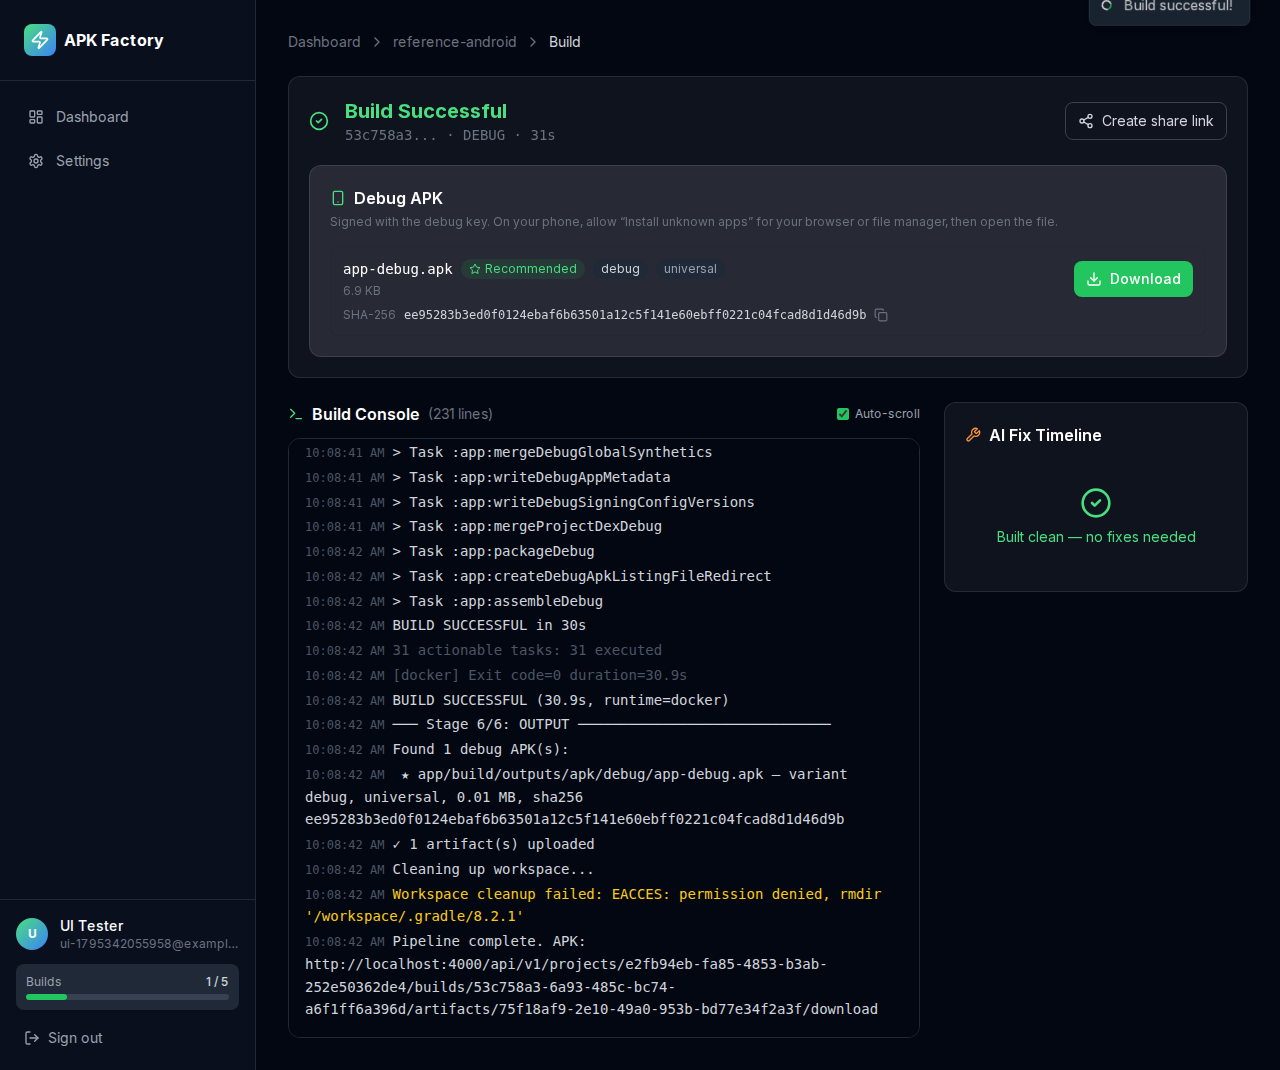 APK Factory
Dashboard
Settings
Dashboard > reference-android > Build
Build successful!
Build Successful
53c758a3... · DEBUG · 31s
Create share link
Debug APK
Signed with the debug key. On your phone, allow “Install unknown apps” for your browser or file manager, then open the file.
app-debug.apk Recommended debug universal
6.9 KB
SHA-256 ee95283b3ed0f0124ebaf6b63501a12c5f141e60ebff0221c04fcad8d1d46d9b
Download
Build Console (231 lines)
Auto-scroll
10:08:41 AM > Task :app:mergeDebugGlobalSynthetics
10:08:41 AM > Task :app:writeDebugAppMetadata
10:08:41 AM > Task :app:writeDebugSigningConfigVersions
10:08:41 AM > Task :app:mergeProjectDexDebug
10:08:42 AM > Task :app:packageDebug
10:08:42 AM > Task :app:createDebugApkListingFileRedirect
10:08:42 AM > Task :app:assembleDebug
10:08:42 AM BUILD SUCCESSFUL in 30s
10:08:42 AM 31 actionable tasks: 31 executed
10:08:42 AM [docker] Exit code=0 duration=30.9s
10:08:42 AM BUILD SUCCESSFUL (30.9s, runtime=docker)
10:08:42 AM ─── Stage 6/6: OUTPUT ──────────────────────────────
10:08:42 AM Found 1 debug APK(s):
10:08:42 AM ★ app/build/outputs/apk/debug/app-debug.apk — variant
debug, universal, 0.01 MB, sha256
ee95283b3ed0f0124ebaf6b63501a12c5f141e60ebff0221c04fcad8d1d46d9b
10:08:42 AM ✓ 1 artifact(s) uploaded
10:08:42 AM Cleaning up workspace...
10:08:42 AM Workspace cleanup failed: EACCES: permission denied, rmdir
'/workspace/.gradle/8.2.1'
10:08:42 AM Pipeline complete. APK:
http://localhost:4000/api/v1/projects/e2fb94eb-fa85-4853-b3ab-
252e50362de4/builds/53c758a3-6a93-485c-bc74-
a6f1ff6a396d/artifacts/75f18af9-2e10-49a0-953b-bd77e34f2a3f/download
AI Fix Timeline
Built clean — no fixes needed
U
UI Tester
ui-1795342055958@exampl...
Builds 1 / 5
Sign out